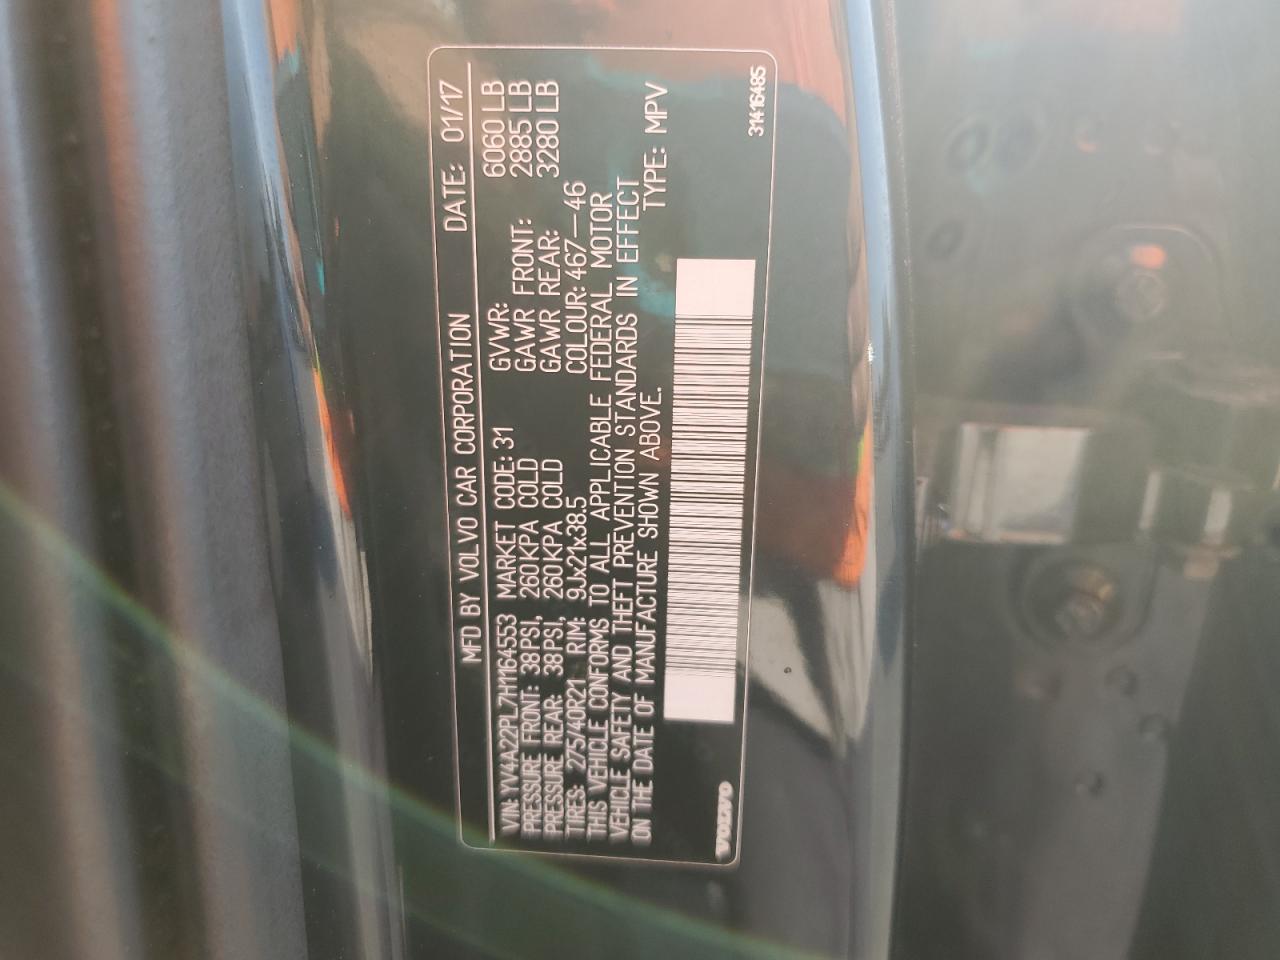 MFD BY VOLVO CAR CORPORATION DATE: 01/17
VIN: YV4A22PL7H1164553 MARKET CODE: 31 GVWR: 6060 LB
PRESSURE FRONT: 38PSI, 260KPA COLD GAWR FRONT: 2885 LB
PRESSURE REAR: 38PSI, 260KPA COLD GAWR REAR: 3280 LB
TIRES: 275/40R21 RIM: 9Jx21x38.5 COLOUR: 467-46
THIS VEHICLE CONFORMS TO ALL APPLICABLE FEDERAL MOTOR
VEHICLE SAFETY AND THEFT PREVENTION STANDARDS IN EFFECT
ON THE DATE OF MANUFACTURE SHOWN ABOVE. TYPE: MPV
VOLVO
31416485